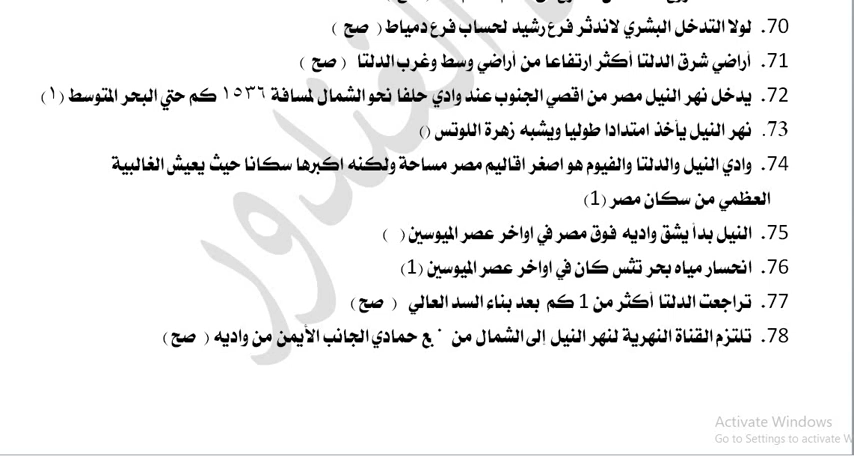 70. لولا التدخل البشري لاندثر فرع رشيد لحساب فرع دمياط ( صح )
71. أراضي شرق الدلتا أكثر ارتفاعا من أراضي وسط وغرب الدلتا ( صح )
72. يدخل نهر النيل مصر من اقصي الجنوب عند وادي حلفا نحو الشمال لمسافة ١٥٣٦ كم حتي البحر المتوسط (١)
73. نهر النيل يأخذ امتدادا طوليا ويشبه زهرة اللوتس ()
74. وادي النيل والدلتا والفيوم هو اصغر اقاليم مصر مساحة ولكنه اكبرها سكانا حيث يعيش الغالبية
العظمي من سكان مصر (1)
75. النيل بدأ يشق واديه فوق مصر في اواخر عصر الميوسين ( )
76. انحسار مياه بحر تثس كان في اواخر عصر الميوسين (1)
77. تراجعت الدلتا أكثر من 1 كم بعد بناء السد العالي ( صح )
78. تلتزم القناة النهرية لنهر النيل إلى الشمال من حمادي الجانب الأيمن من واديه ( صح )
Activate Windows
Go to Settings to activate W